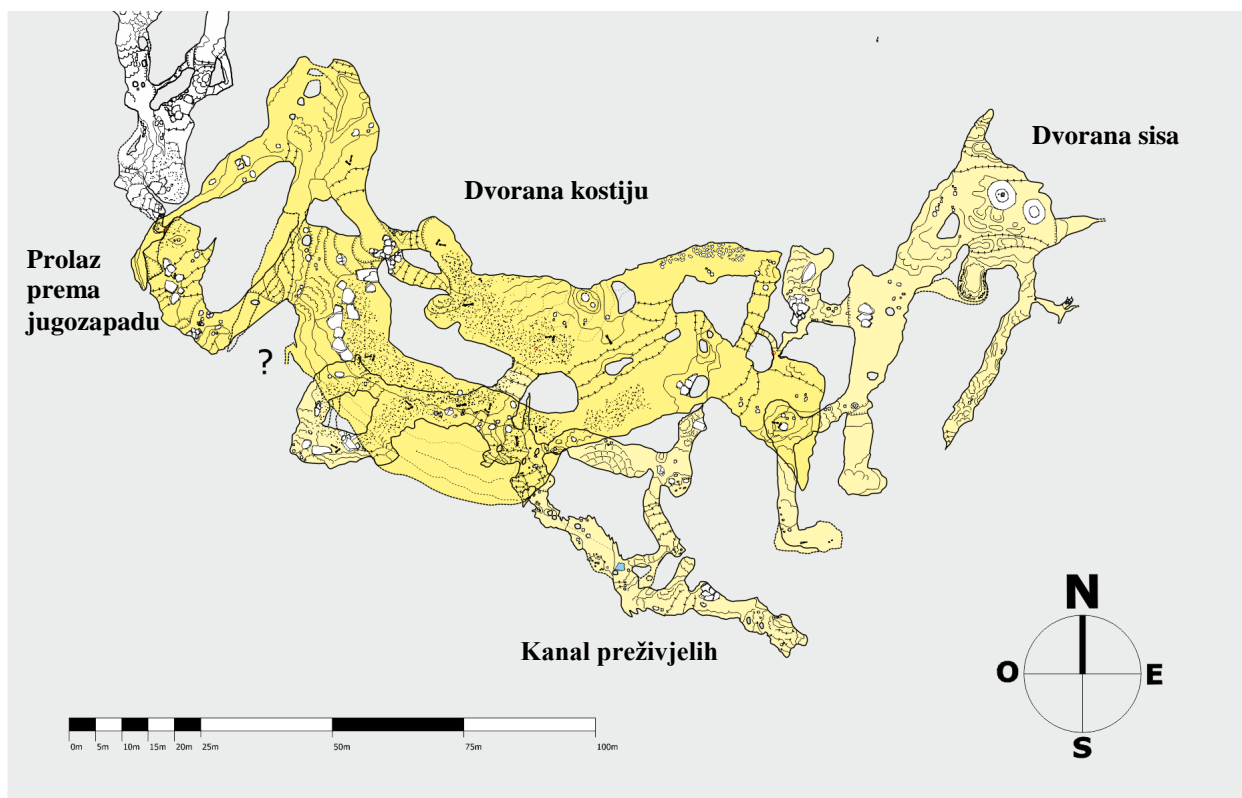 Dvorana sisa
Dvorana kostiju
Prolaz
prema
jugozapadu
?
Kanal preživjelih
N
O
E
S
0m 5m 10m 15m 20m 25m 50m 75m 100m